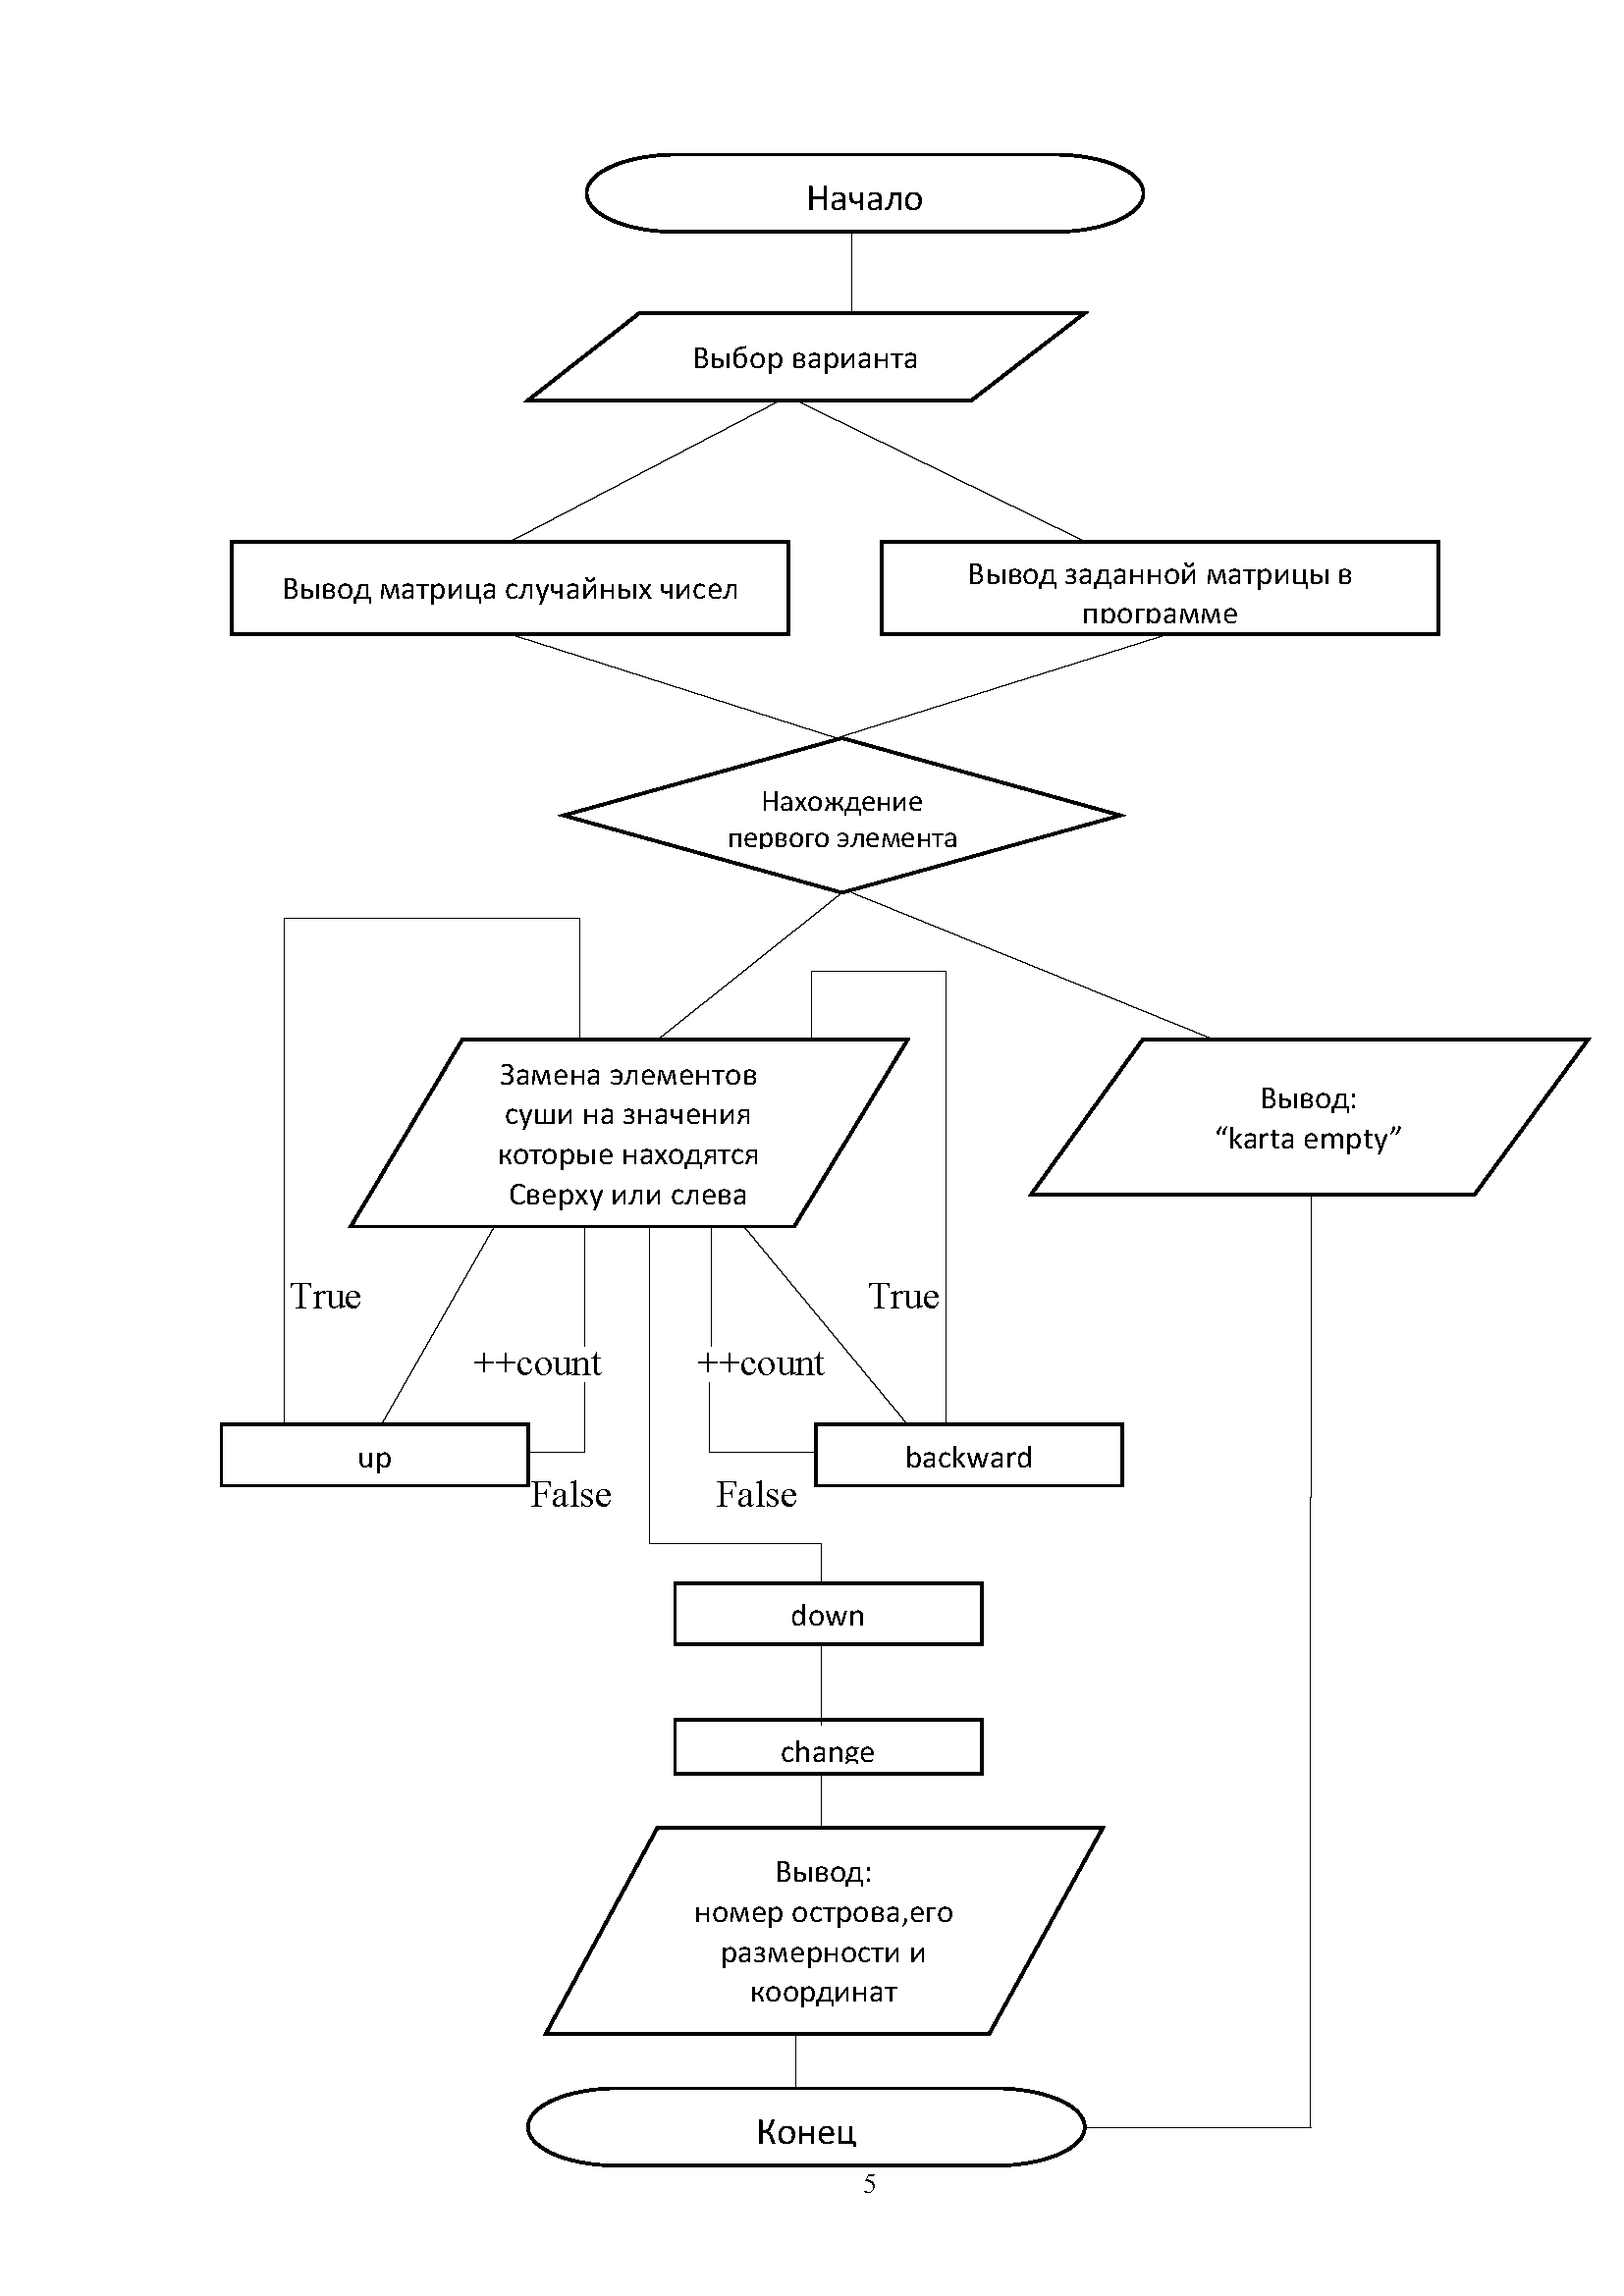 Начало
Выбор варианта
Вывод матрица случайных чисел
Вывод заданной матрицы в
программе
Нахождение
первого элемента
Замена элементов
суши на значения
которые находятся
Сверху или слева
Вывод:
“karta empty”
True
True
++count
++count
up
backward
False
False
down
change
Вывод:
номер острова,его
размерности и
координат
Конец
5